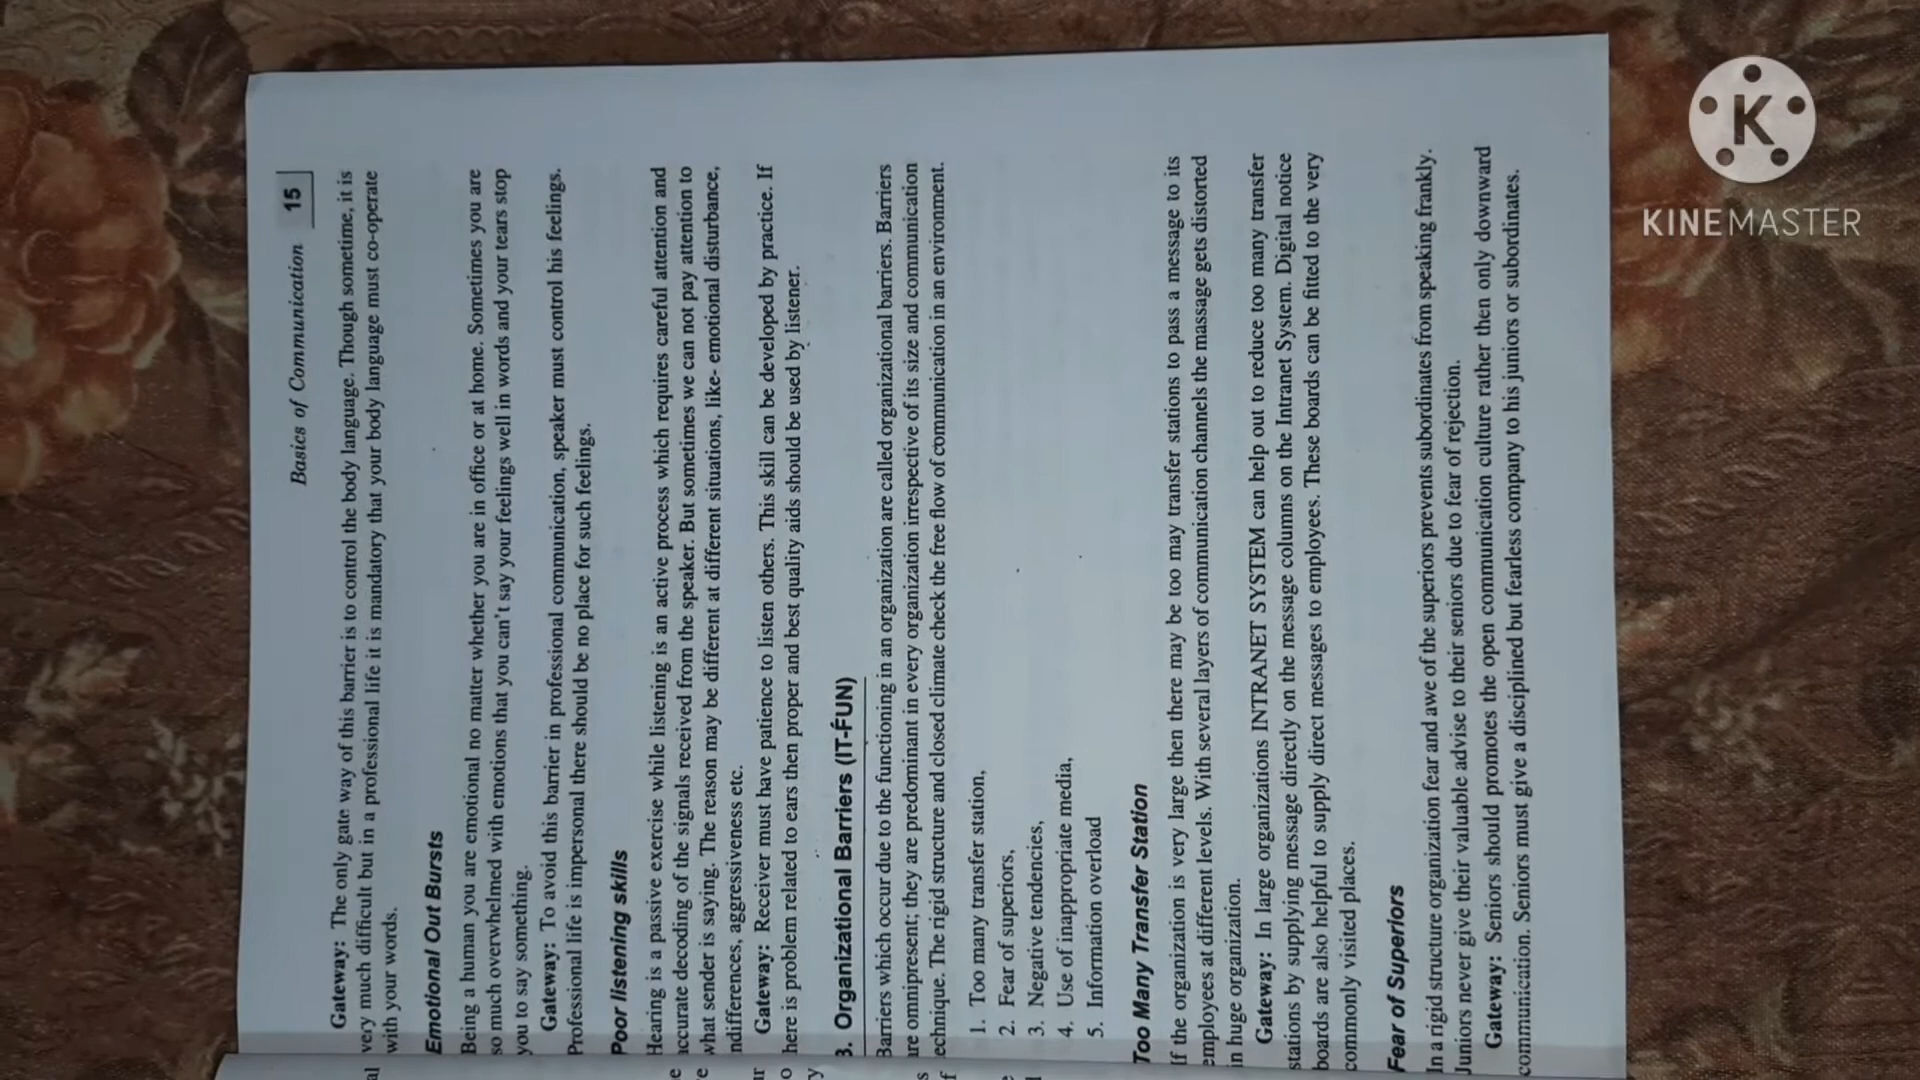 Basics of Communication 15
Gateway: The only gate way of this barrier is to control the body language. Though sometime, it is
very much difficult but in a professional life it is mandatory that your body language must co-operate
with your words.
Emotional Out Bursts
Being a human you are emotional no matter whether you are in office or at home. Sometimes you are
so much overwhelmed with emotions that you can't say your feelings well in words and your tears stop
you to say something.
Gateway: To avoid this barrier in professional communication, speaker must control his feelings.
Professional life is impersonal there should be no place for such feelings.
Poor listening skills
Hearing is a passive exercise while listening is an active process which requires careful attention and
accurate decoding of the signals received from the speaker. But sometimes we can not pay attention to
what sender is saying. The reason may be different at different situations, like- emotional disturbance,
ndifferences, aggressiveness etc.
Gateway: Receiver must have patience to listen others. This skill can be developed by practice. If
here is problem related to ears then proper and best quality aids should be used by listener.
3. Organizational Barriers (IT-FUN)
Barriers which occur due to the functioning in an organization are called organizational barriers. Barriers
are omnipresent; they are predominant in every organization irrespective of its size and communication
echnique. The rigid structure and closed climate check the free flow of communication in an environment.
1. Too many transfer station,
2. Fear of superiors,
3. Negative tendencies,
4. Use of inappropriate media,
5. Information overload
Too Many Transfer Station
If the organization is very large then there may be too may transfer stations to pass a message to its
employees at different levels. With several layers of communication channels the massage gets distorted
in huge organization.
Gateway: In large organizations INTRANET SYSTEM can help out to reduce too many transfer
stations by supplying message directly on the message columns on the Intranet System. Digital notice
boards are also helpful to supply direct messages to employees. These boards can be fitted to the very
commonly visited places.
Fear of Superiors
In a rigid structure organization fear and awe of the superiors prevents subordinates from speaking frankly.
Juniors never give their valuable advise to their seniors due to fear of rejection.
Gateway: Seniors should promotes the open communication culture rather then only downward
communication. Seniors must give a disciplined but fearless company to his juniors or subordinates.
K
KINEMASTER